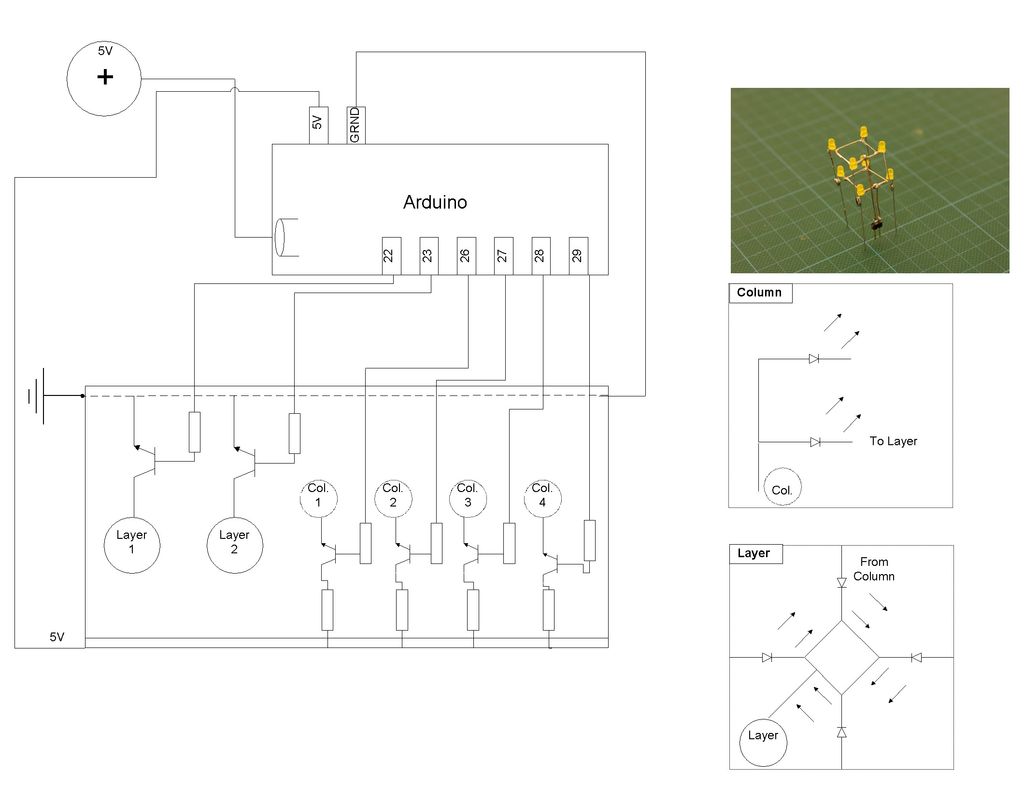 5V
+
5V
GRND
Arduino
22
23
26
27
28
29
Col.
1
Col.
2
Col.
3
Col.
4
Layer
1
Layer
2
5V
Column
To Layer
Col.
Layer
From
Column
Layer